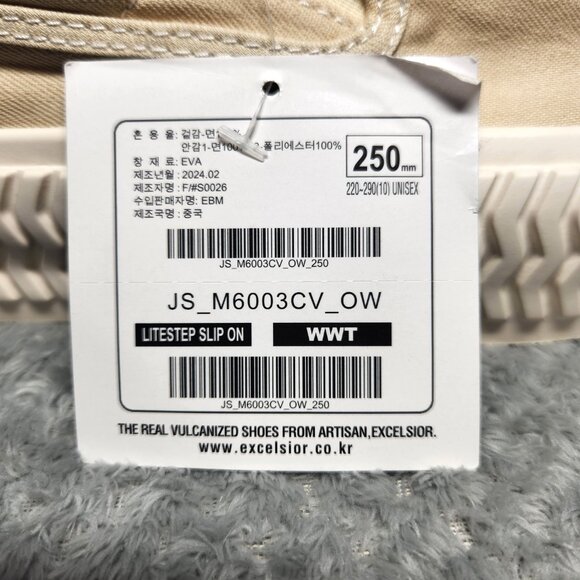 혼 용 율: 겉감-면
안감1-면100% 폴리에스터100%
창 재 료: EVA
제조년월: 2024.02
제조자명: F/#S0026
수입판매자명: EBM
제조국명: 중국
250mm
220~290(10) UNISEX
JS_M6003CV_OW_250
JS_M6003CV_OW
LITESTEP SLIP ON WWT
JS_M6003CV_OW_250
THE REAL VULCANIZED SHOES FROM ARTISAN,EXCELSIOR.
www.excelsior.co.kr